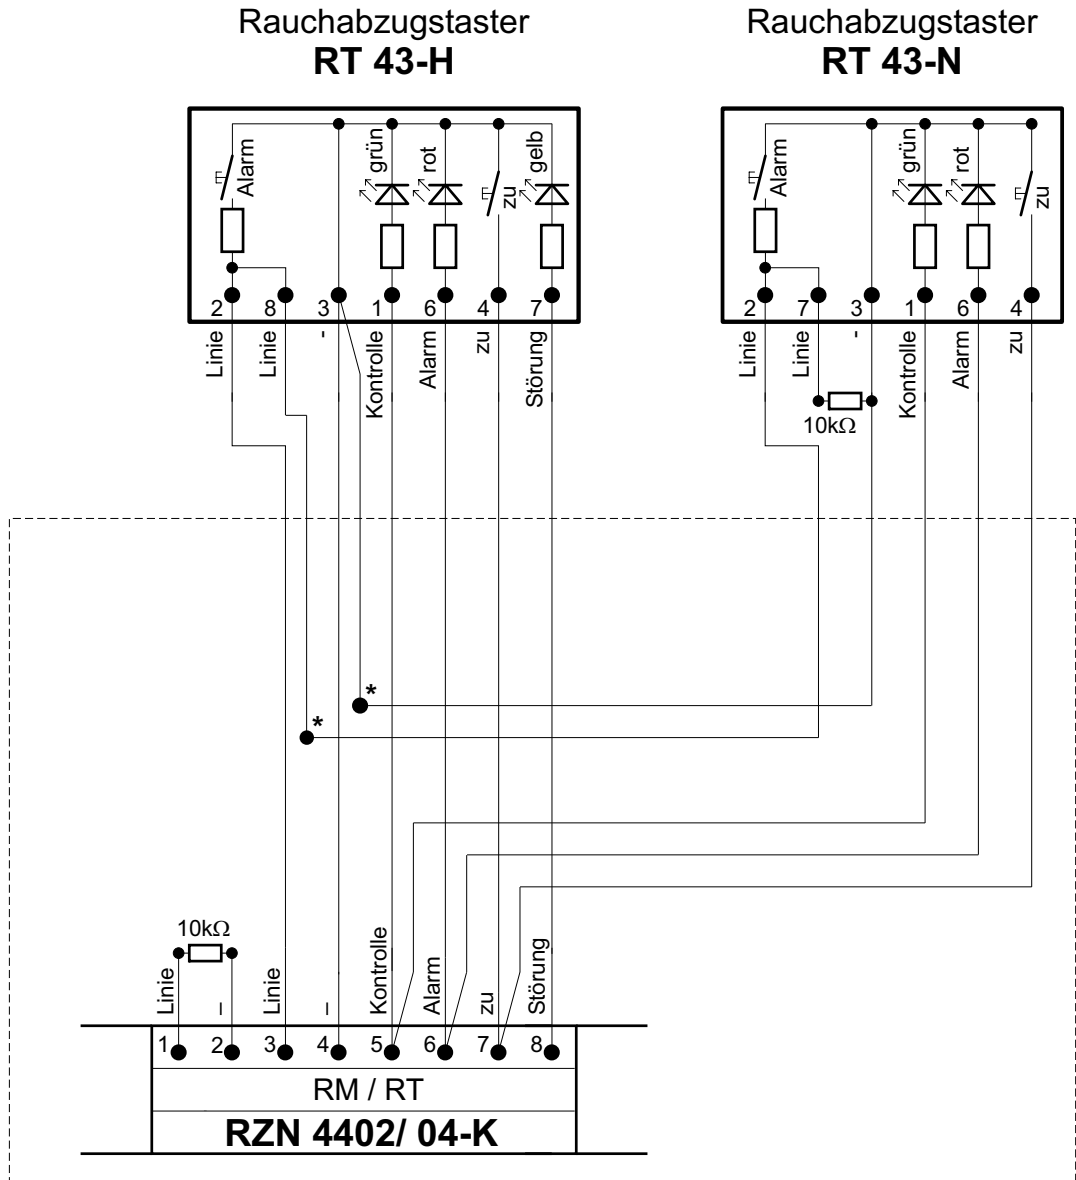 Rauchabzugstaster
RT 43-H
Rauchabzugstaster
RT 43-N
Alarm
grün
rot
zu
gelb
2 8 3 1 6 4 7
Linie
Linie
-
Kontrolle
Alarm
zu
Störung
Alarm
grün
rot
zu
2 7 3 1 6 4
Linie
Linie
-
Kontrolle
Alarm
zu
10kΩ
*
*
10kΩ
Linie
–
Linie
–
Kontrolle
Alarm
zu
Störung
1 2 3 4 5 6 7 8
RM / RT
RZN 4402/ 04-K